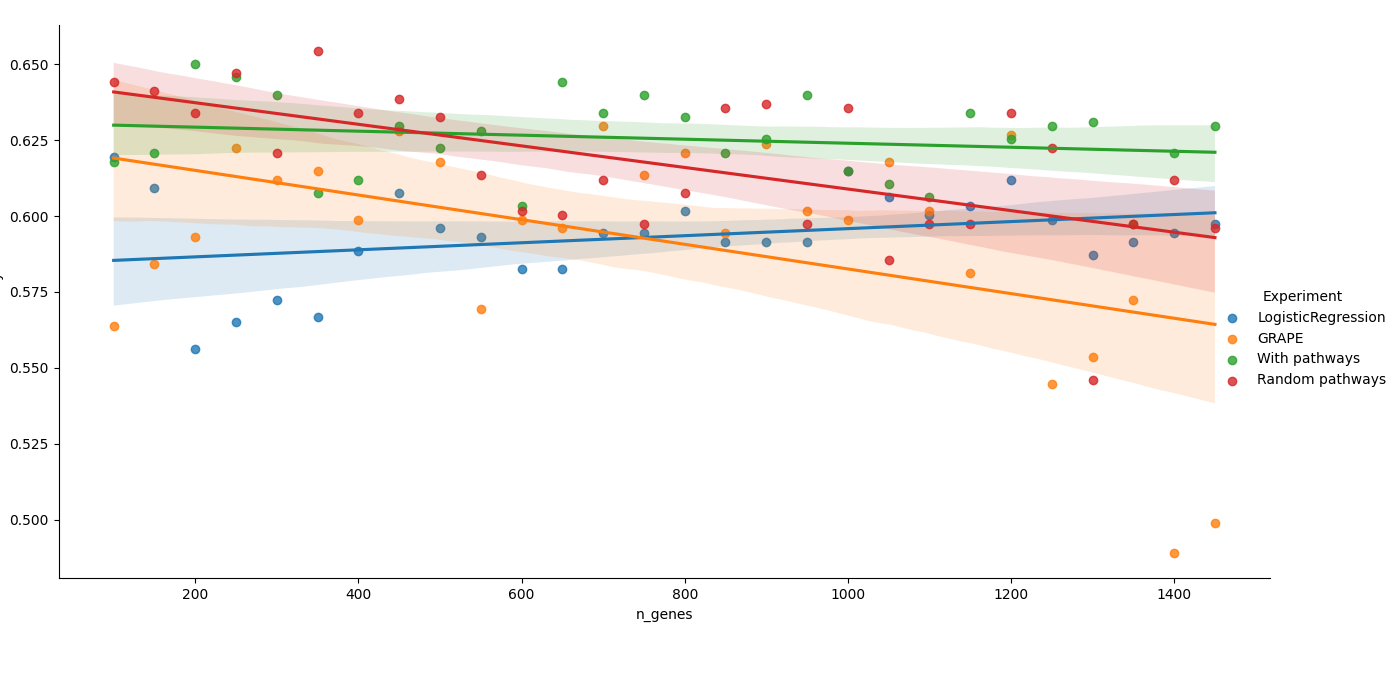 0.650
0.625
0.600
0.575
0.550
0.525
0.500
200 400 600 800 1000 1200 1400
n_genes
Experiment
LogisticRegression
GRAPE
With pathways
Random pathways